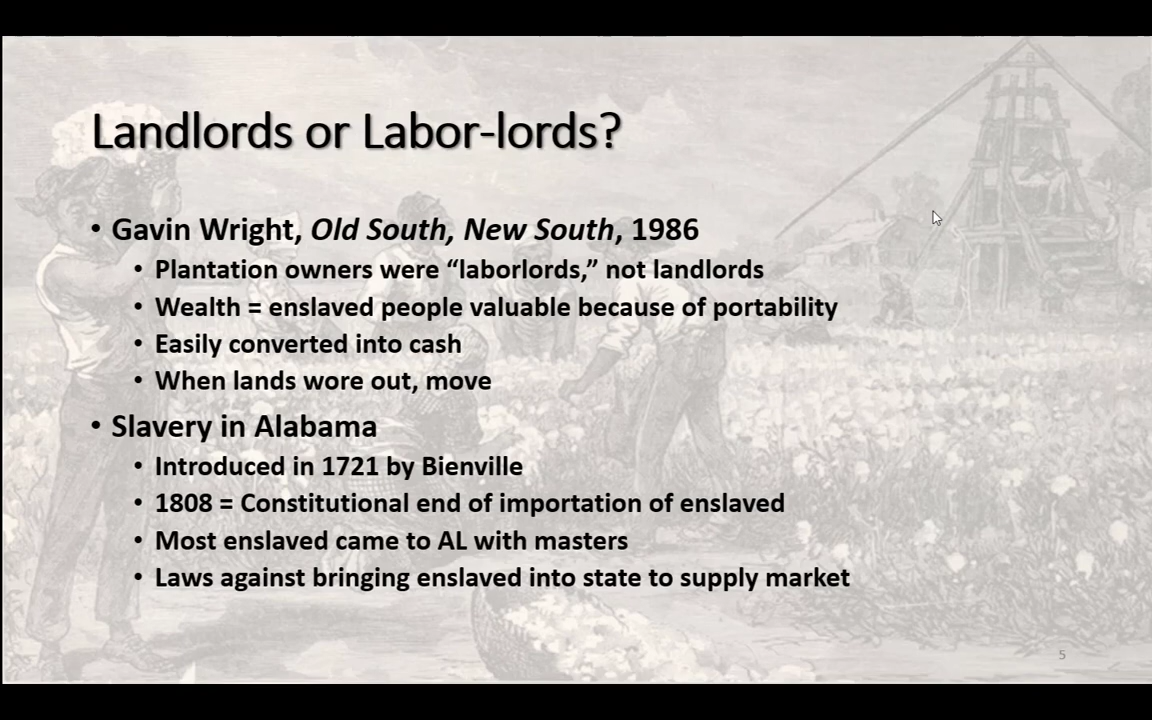 Landlords or Labor-lords?
• Gavin Wright, Old South, New South, 1986
• Plantation owners were “laborlords,” not landlords
• Wealth = enslaved people valuable because of portability
• Easily converted into cash
• When lands wore out, move
• Slavery in Alabama
• Introduced in 1721 by Bienville
• 1808 = Constitutional end of importation of enslaved
• Most enslaved came to AL with masters
• Laws against bringing enslaved into state to supply market
5